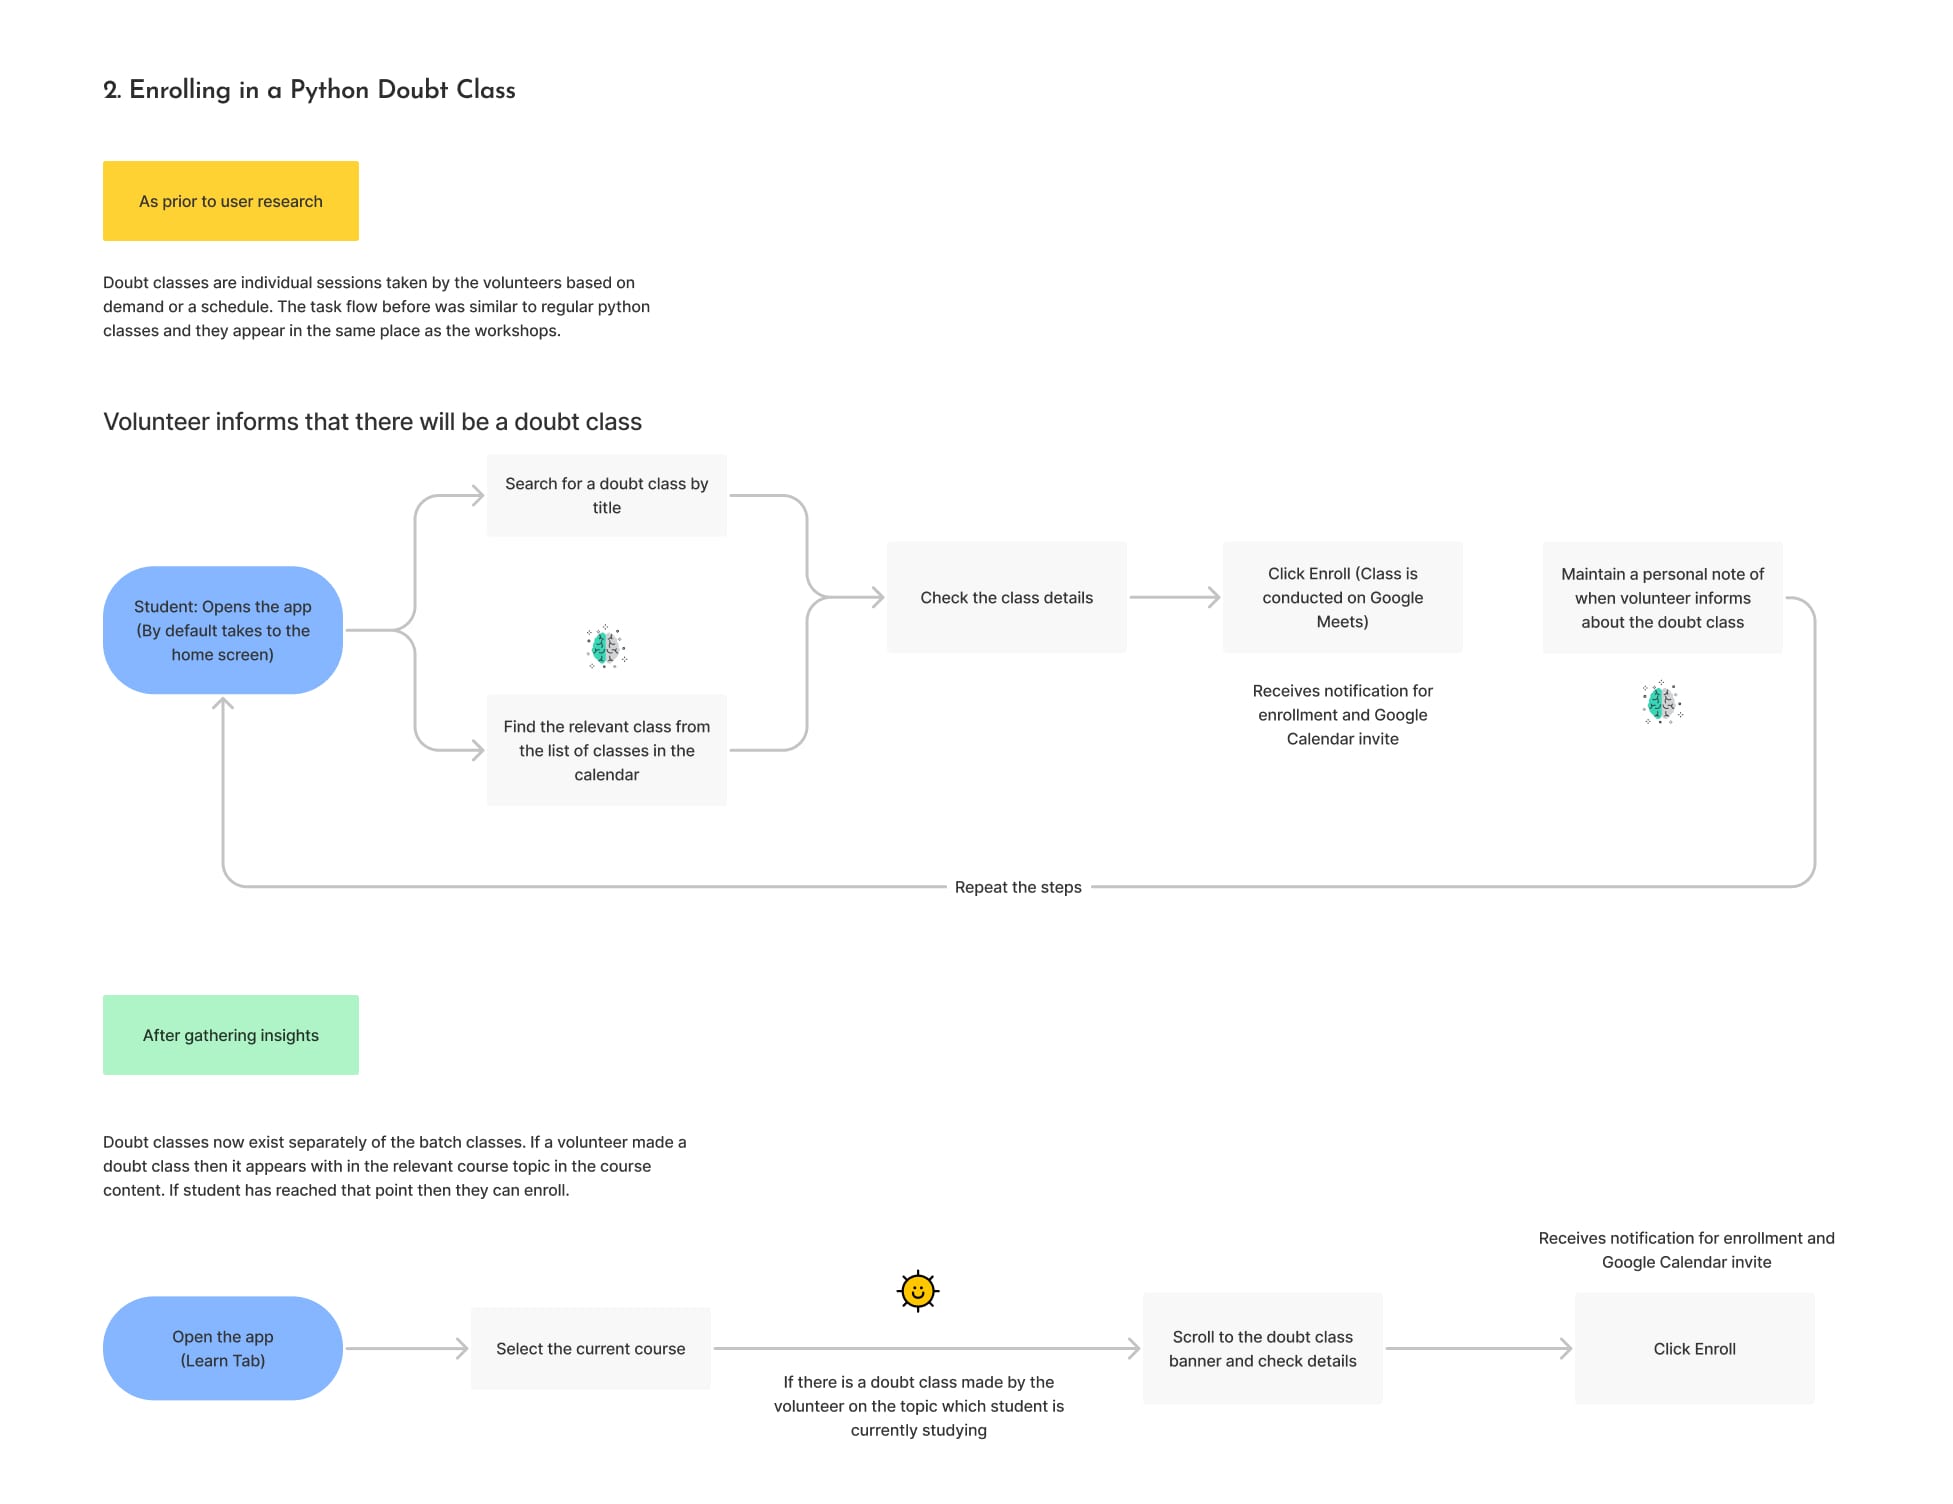 2. Enrolling in a Python Doubt Class
As prior to user research
Doubt classes are individual sessions taken by the volunteers based on
demand or a schedule. The task flow before was similar to regular python
classes and they appear in the same place as the workshops.
Volunteer informs that there will be a doubt class
Student: Opens the app
(By default takes to the
home screen)
Search for a doubt class by
title
Find the relevant class from
the list of classes in the
calendar
Check the class details
Click Enroll (Class is
conducted on Google
Meets)
Receives notification for
enrollment and Google
Calendar invite
Maintain a personal note of
when volunteer informs
about the doubt class
Repeat the steps
After gathering insights
Doubt classes now exist separately of the batch classes. If a volunteer made a
doubt class then it appears with in the relevant course topic in the course
content. If student has reached that point then they can enroll.
Open the app
(Learn Tab)
Select the current course
If there is a doubt class made by the
volunteer on the topic which student is
currently studying
Scroll to the doubt class
banner and check details
Receives notification for enrollment and
Google Calendar invite
Click Enroll